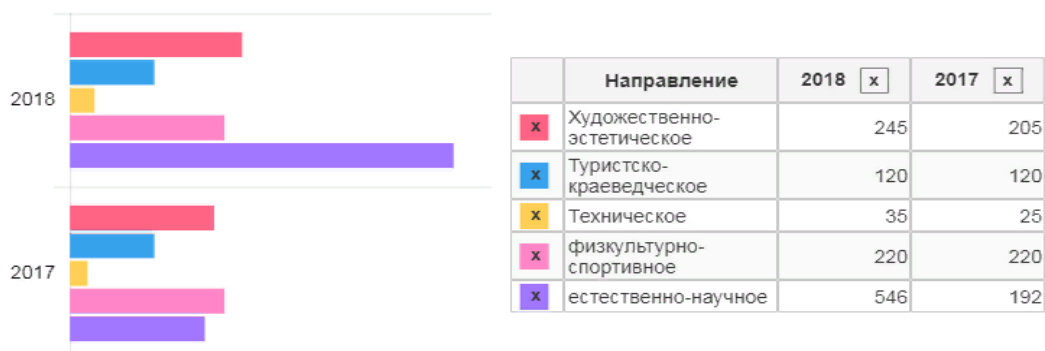 2018
2017
Направление 2018 x 2017 x
x Художественно-
эстетическое 245 205
x Туристско-
краеведческое 120 120
x Техническое 35 25
x физкультурно-
спортивное 220 220
x естественно-научное 546 192